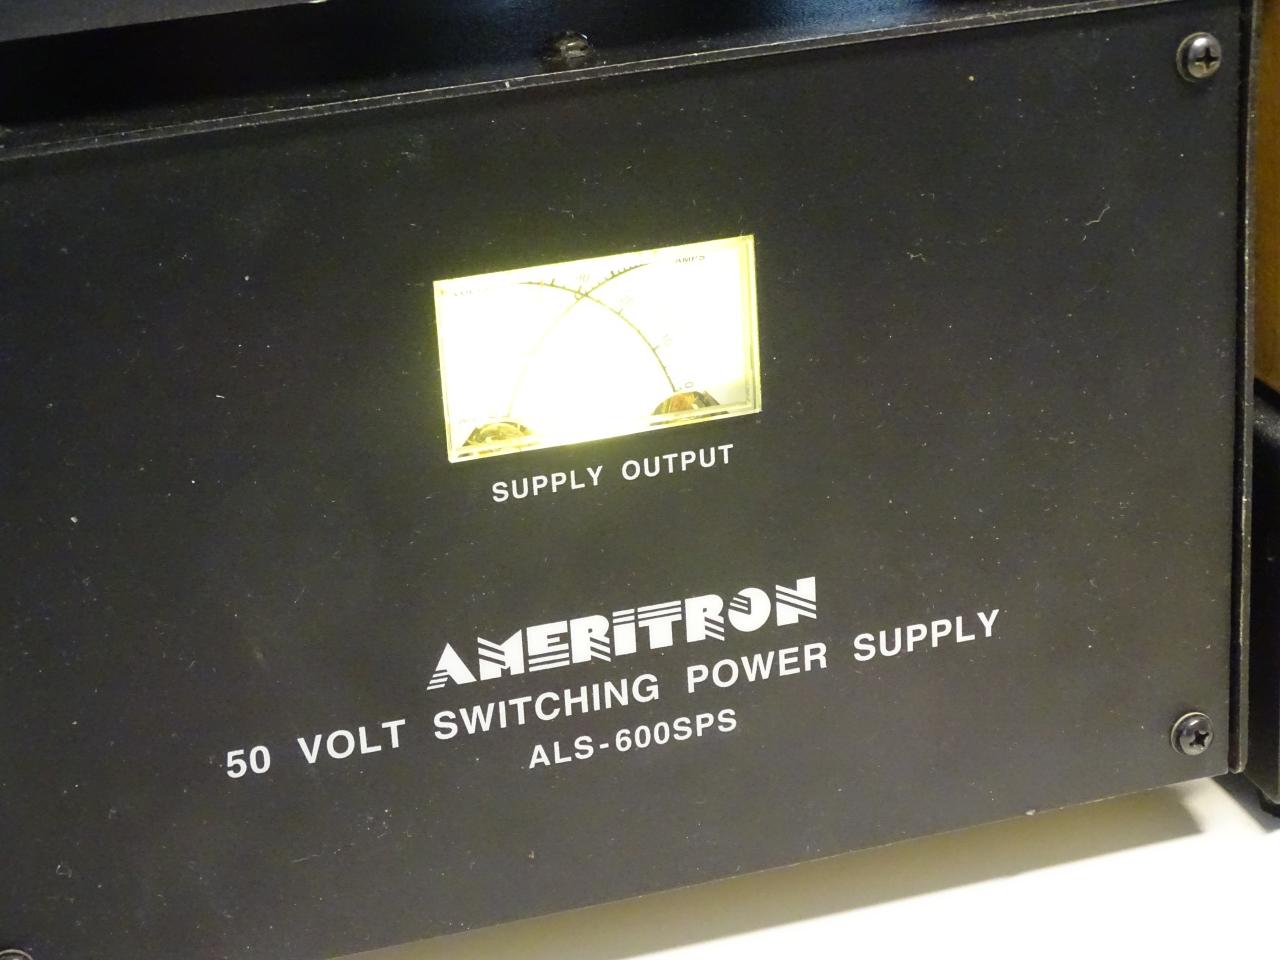 AMPS
SUPPLY OUTPUT
AMERITRON
50 VOLT SWITCHING POWER SUPPLY
ALS-600SPS